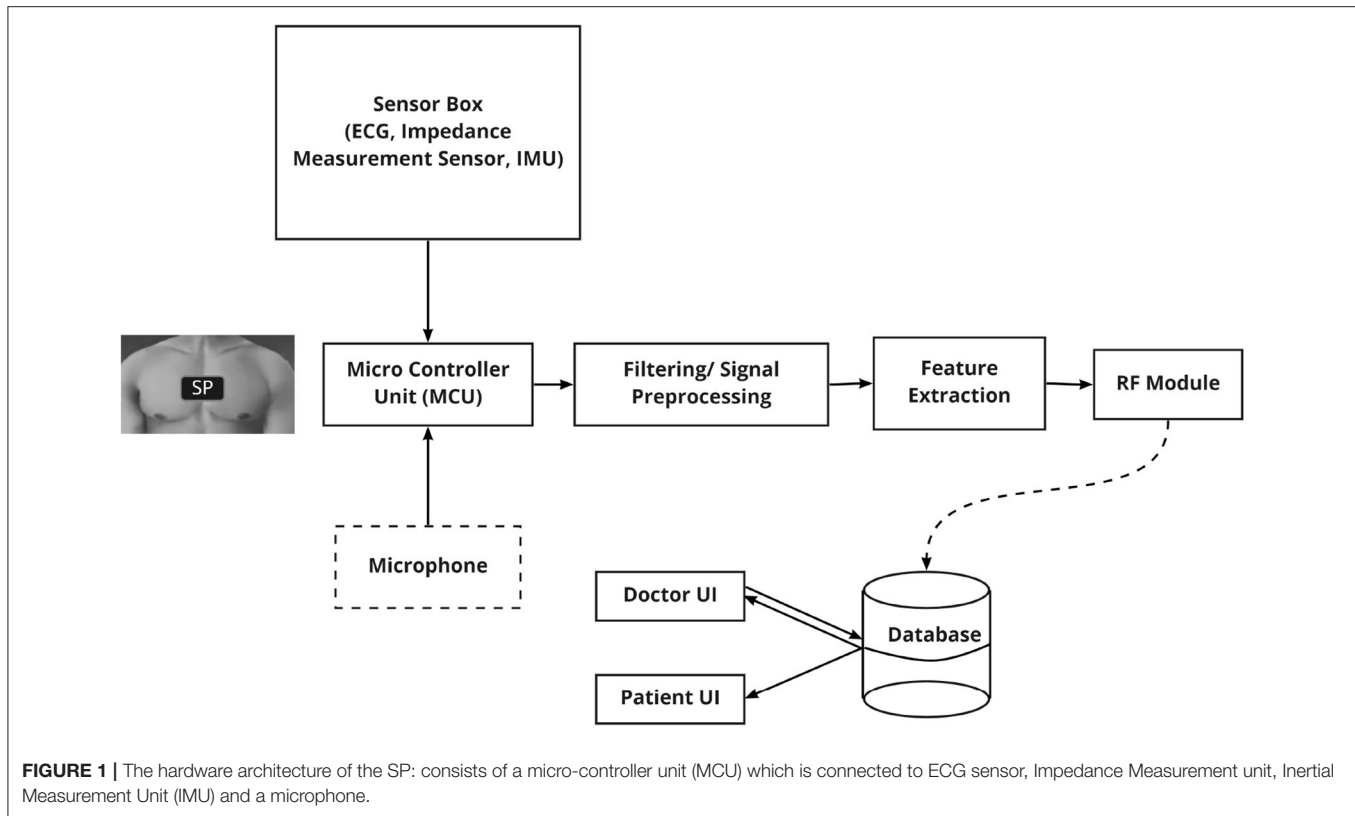 Sensor Box
(ECG, Impedance
Measurement Sensor, IMU)
SP
Micro Controller
Unit (MCU)
Filtering/ Signal
Preprocessing
Feature
Extraction
RF Module
Microphone
Doctor UI
Database
Patient UI
FIGURE 1 | The hardware architecture of the SP: consists of a micro-controller unit (MCU) which is connected to ECG sensor, Impedance Measurement unit, Inertial
Measurement Unit (IMU) and a microphone.